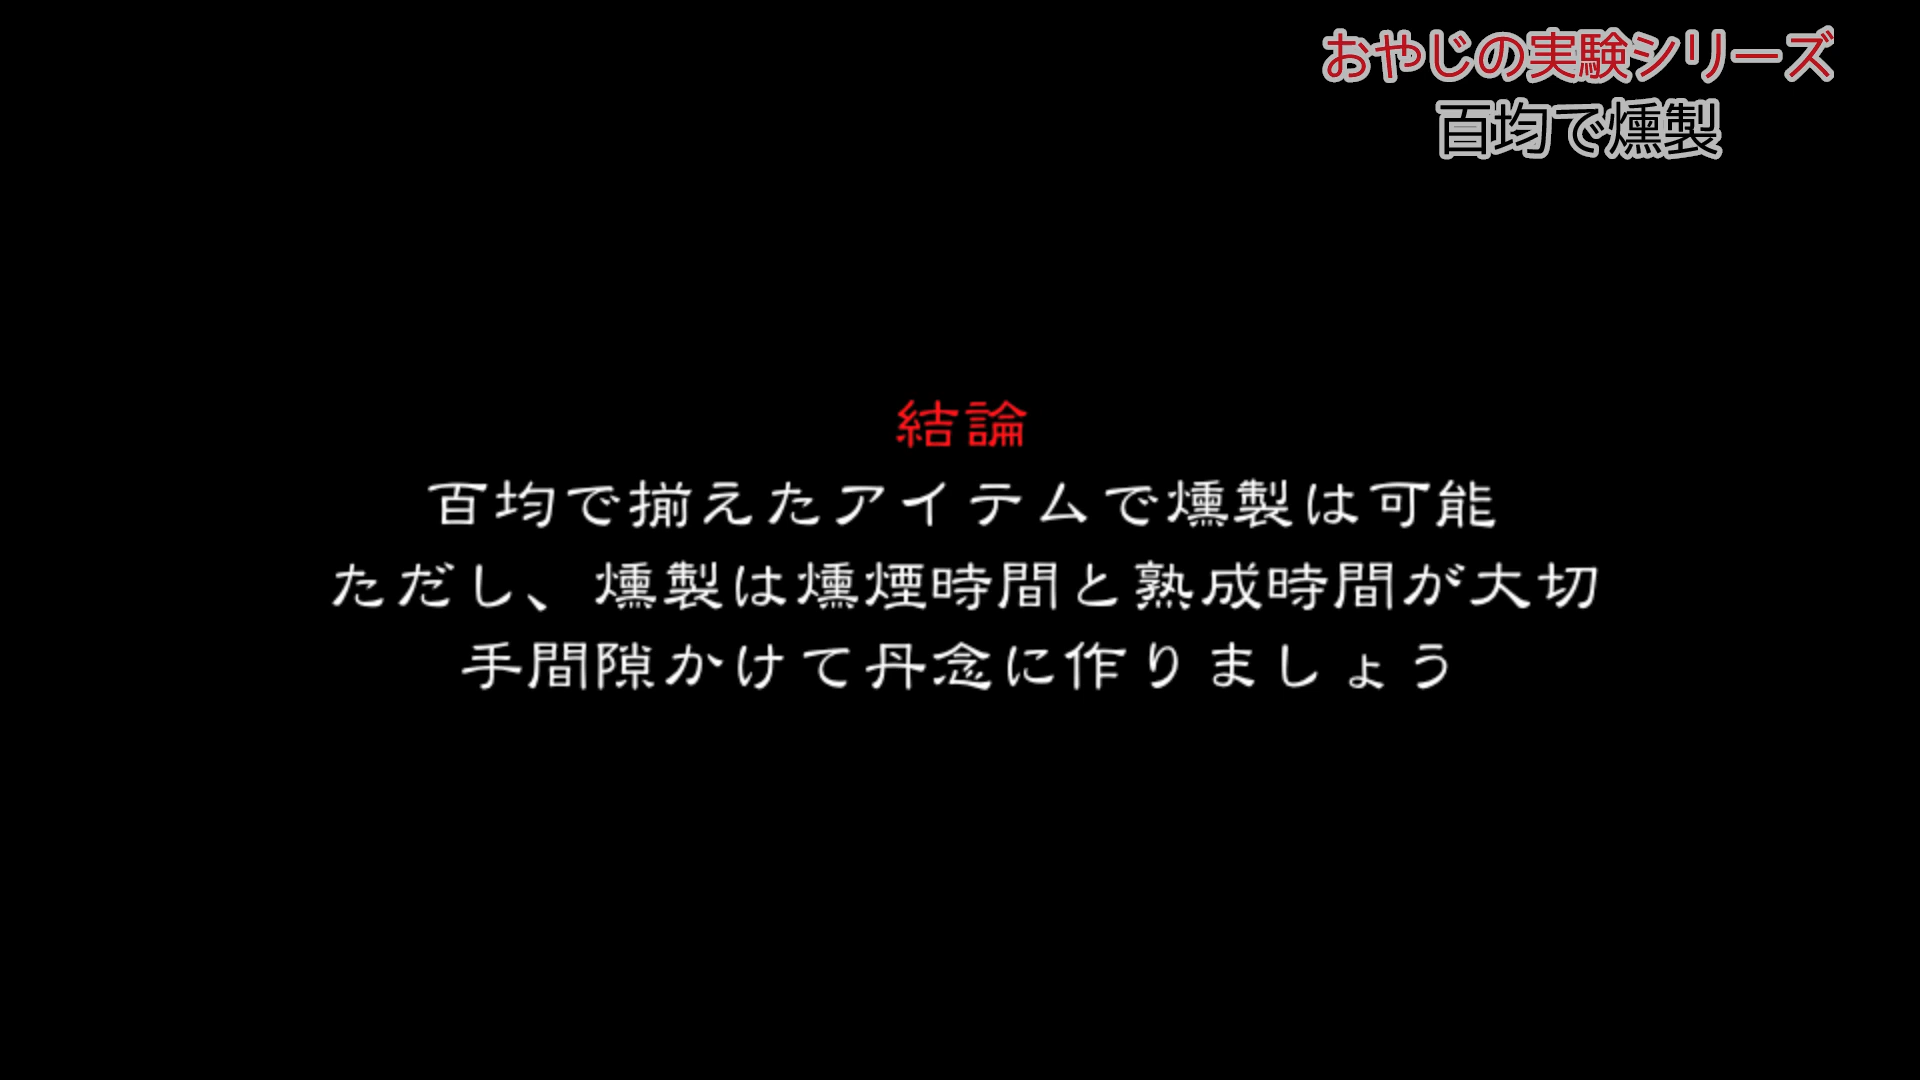 おやじの実験シリーズ
百均で燻製
結論
百均で揃えたアイテムで燻製は可能
ただし、燻製は燻煙時間と熟成時間が大切
手間隙かけて丹念に作りましょう